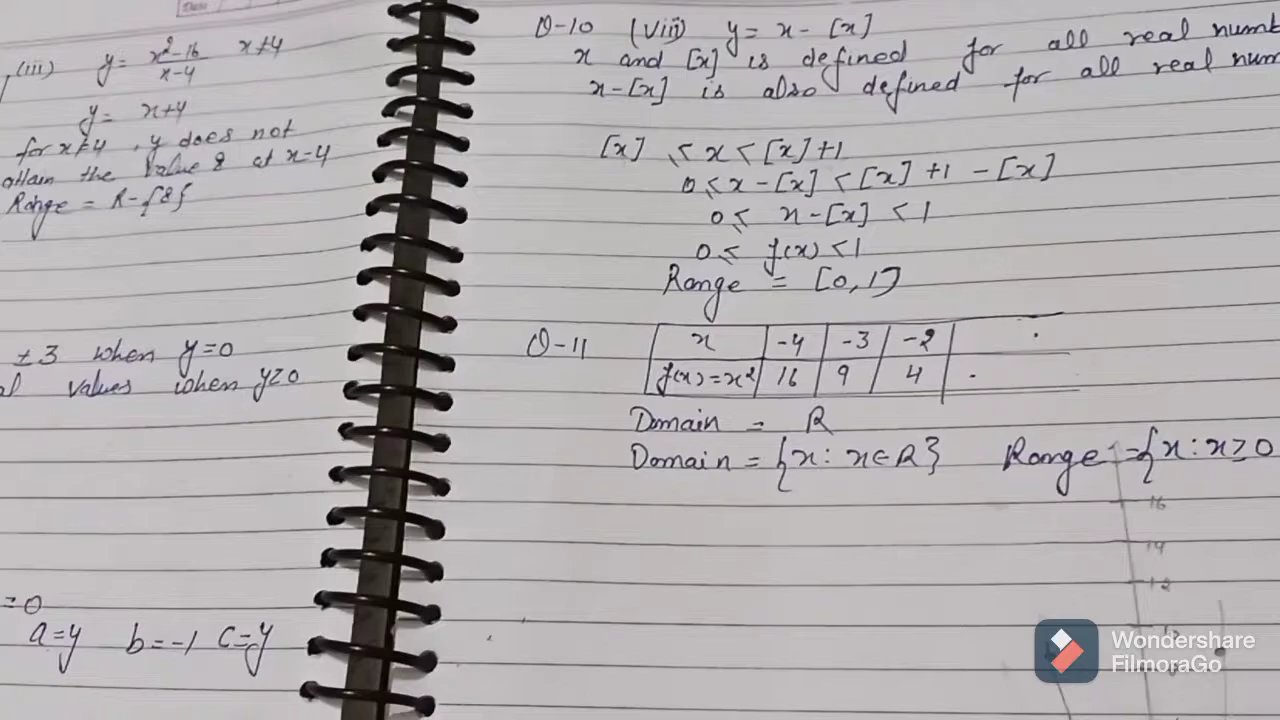 Date
(iii) y = x²-16/x-4 x≠4
y = x+4
for x≠4, y does not
attain the value 8 at x=4
Range = R-{8}
± 3 when y=0
values when y≥0
=0
a=y b=-1 c=y
Q-10 (viii) y = x-[x]
x and [x] is defined for all real numb
x-[x] is also defined for all real num
[x] ≤ x < [x]+1
0 ≤ x-[x] < [x]+1 -[x]
0 ≤ x-[x] < 1
0 ≤ f(x) < 1
Range = [0,1)
Q-11 x -4 -3 -2 .
f(x)=x² 16 9 4 .
Domain = R
Domain = {x: x∈R} Range = {x: x≥0
16
14
12
10
8
Wondershare
FilmoraGo